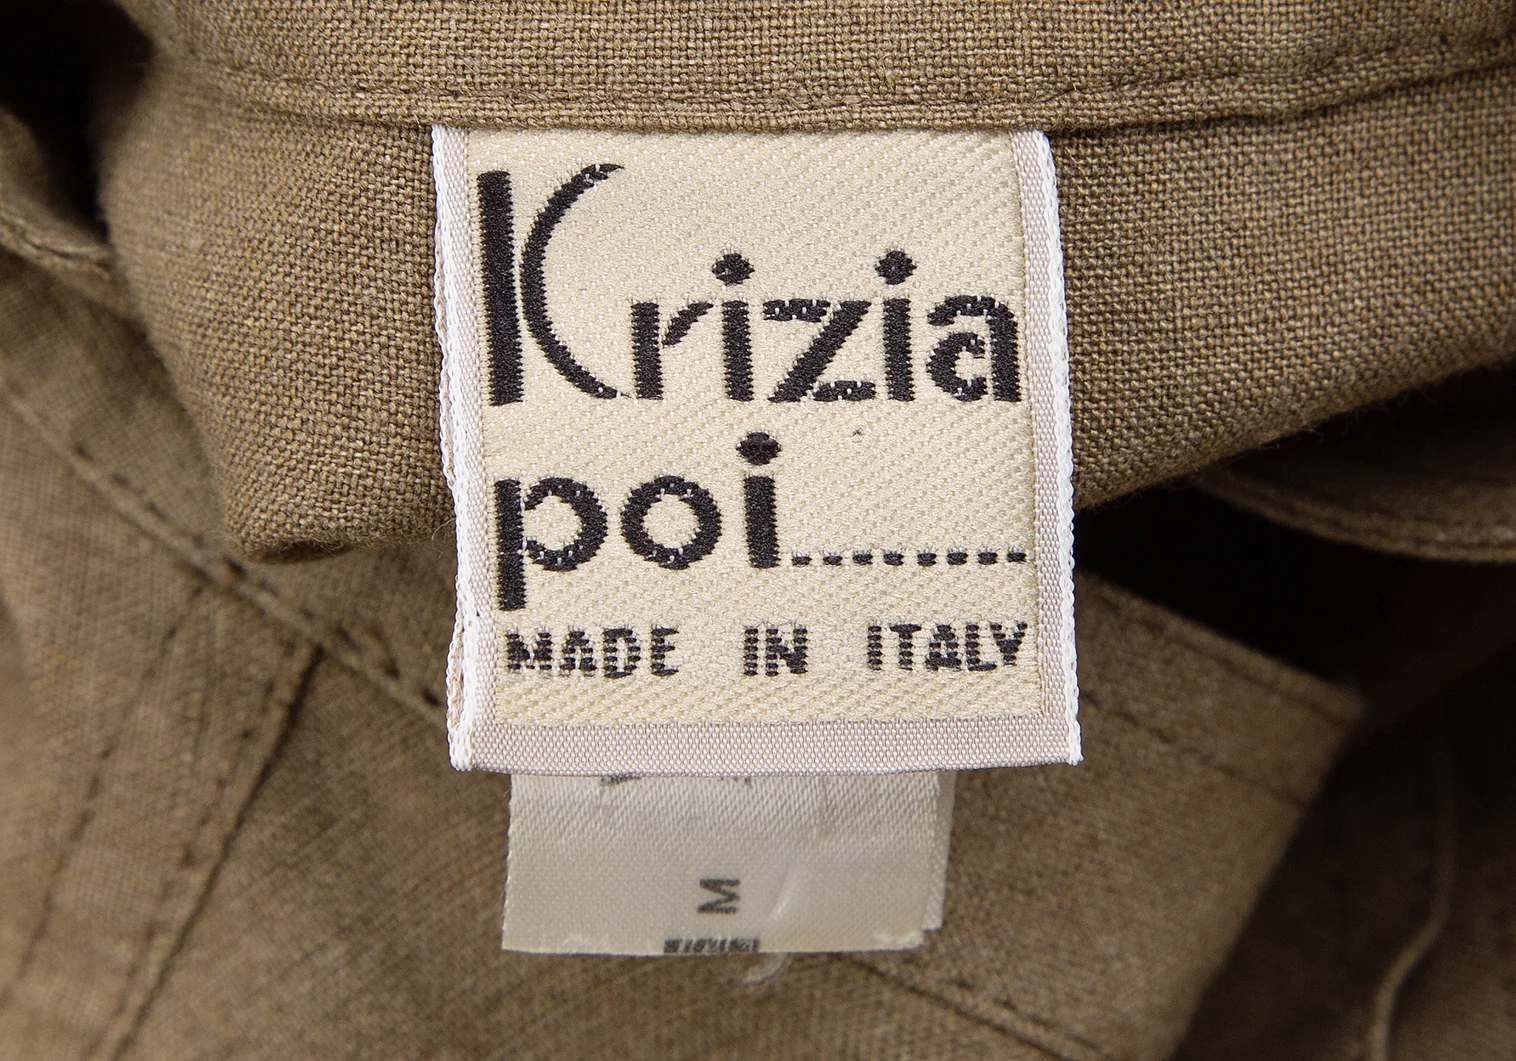 Krizia
poi........
MADE IN ITALY
M